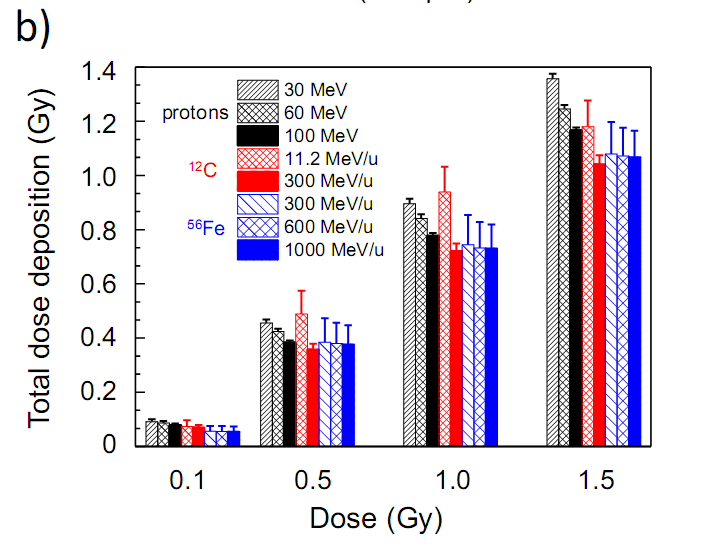 b)
1.4
1.2
1.0
0.8
0.6
0.4
0.2
0
Total dose deposition (Gy)
protons
30 MeV
60 MeV
100 MeV
¹²C
11.2 MeV/u
300 MeV/u
⁵⁶Fe
300 MeV/u
600 MeV/u
1000 MeV/u
0.1 0.5 1.0 1.5
Dose (Gy)